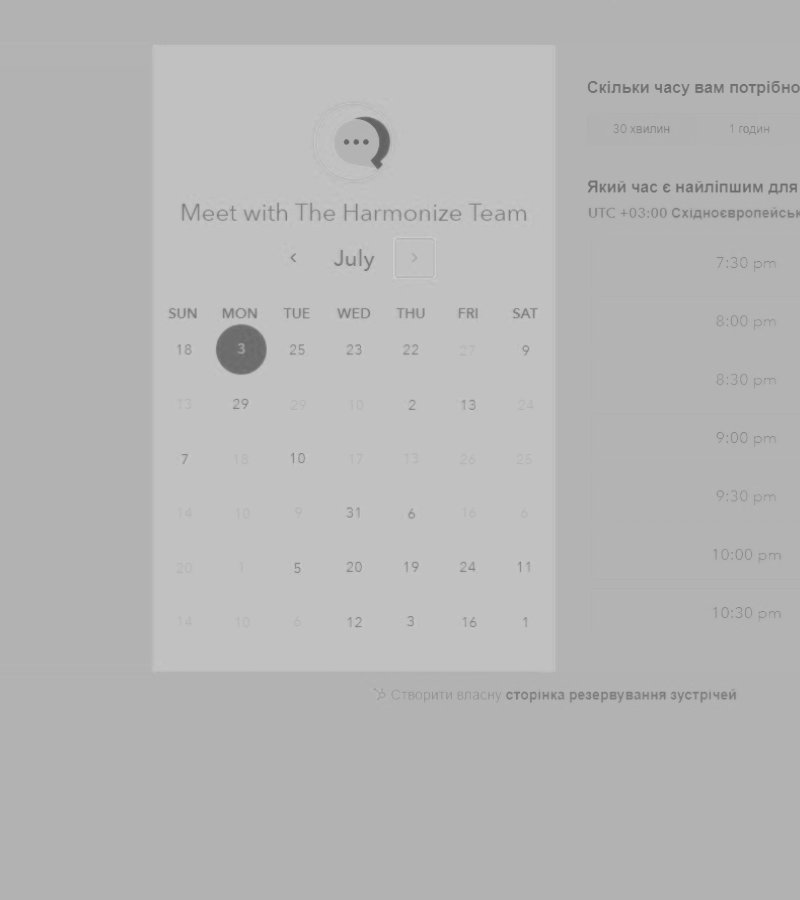 Meet with The Harmonize Team
July
SUN MON TUE WED THU FRI SAT
18 3 25 23 22 27 9
13 29 29 10 2 13 24
7 18 10 17 13 26 25
14 10 9 31 6 16 6
20 1 5 20 19 24 11
14 10 6 12 3 16 1
Скільки часу вам потрібно
30 хвилин 1 годин
Який час є найліпшим для
UTC +03:00 Східноєвропейськ
7:30 pm
8:00 pm
8:30 pm
9:00 pm
9:30 pm
10:00 pm
10:30 pm
Створити власну сторінка резервування зустрічей